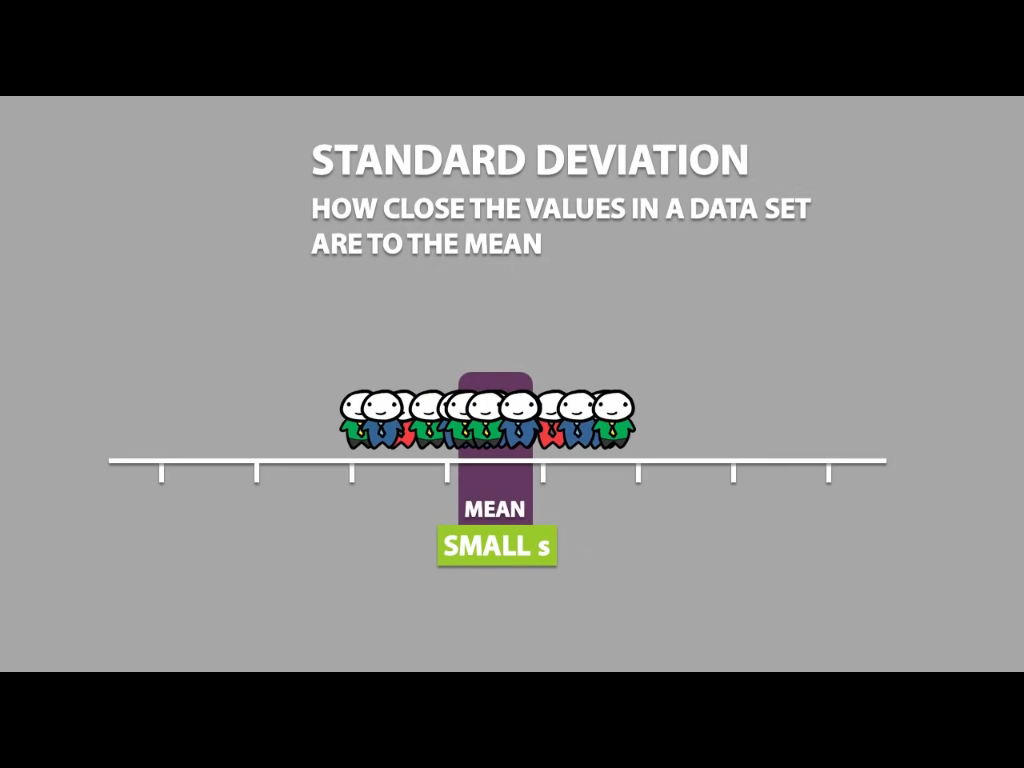 STANDARD DEVIATION
HOW CLOSE THE VALUES IN A DATA SET
ARE TO THE MEAN
MEAN
SMALL s